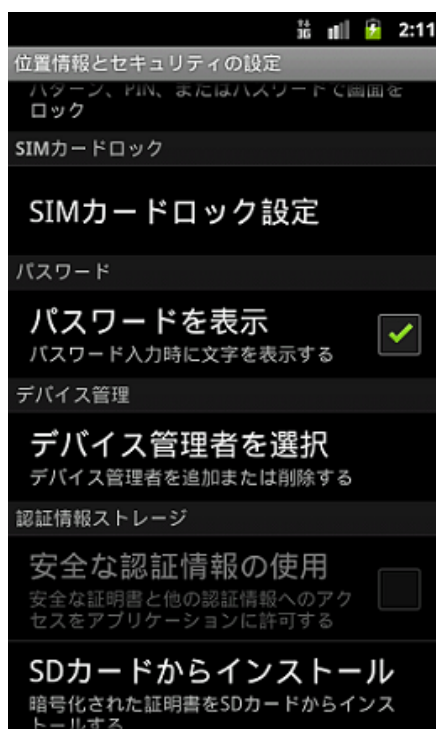 3G 2:11
位置情報とセキュリティの設定
パターン、PIN、またはパスワードで画面を
ロック
SIMカードロック
SIMカードロック設定
パスワード
パスワードを表示
パスワード入力時に文字を表示する
デバイス管理
デバイス管理者を選択
デバイス管理者を追加または削除する
認証情報ストレージ
安全な認証情報の使用
安全な証明書と他の認証情報へのアク
セスをアプリケーションに許可する
SDカードからインストール
暗号化された証明書をSDカードからインス
トールする